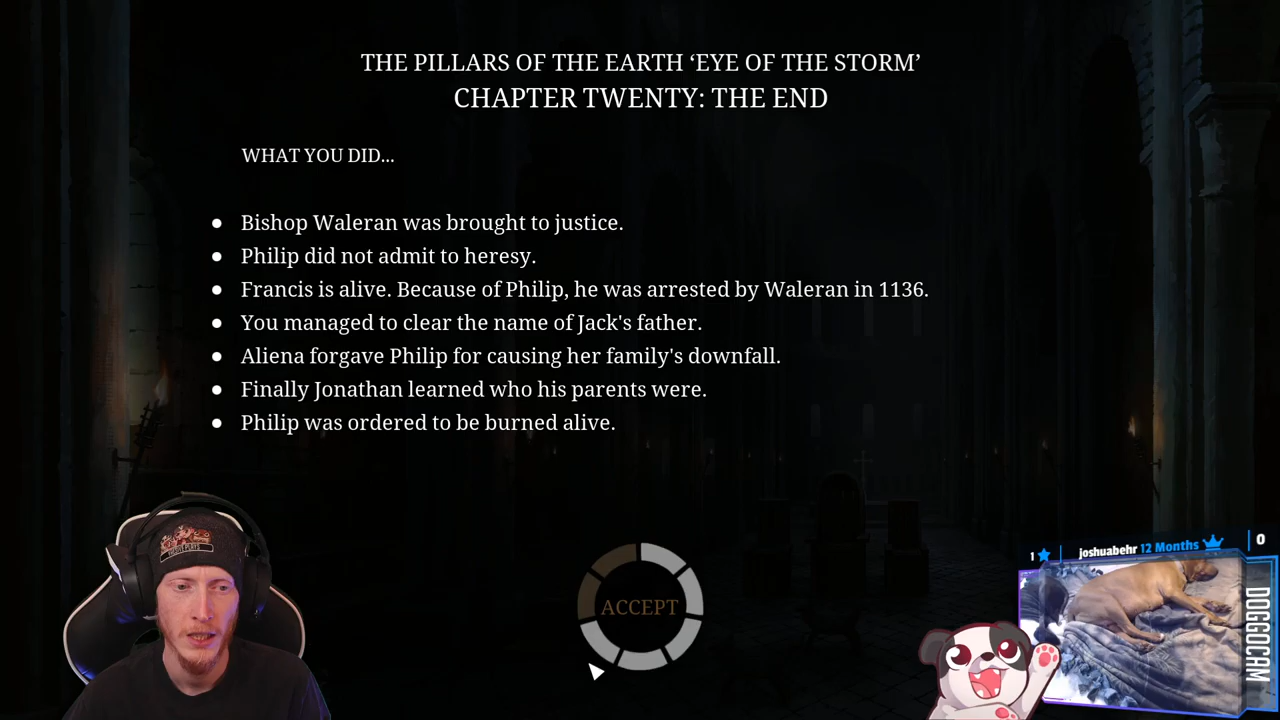 THE PILLARS OF THE EARTH ‘EYE OF THE STORM’
CHAPTER TWENTY: THE END
WHAT YOU DID...
● Bishop Waleran was brought to justice.
● Philip did not admit to heresy.
● Francis is alive. Because of Philip, he was arrested by Waleran in 1136.
● You managed to clear the name of Jack's father.
● Aliena forgave Philip for causing her family's downfall.
● Finally Jonathan learned who his parents were.
● Philip was ordered to be burned alive.
ACCEPT
1
joshuabehr 12 Months
0
DOGGOCAM